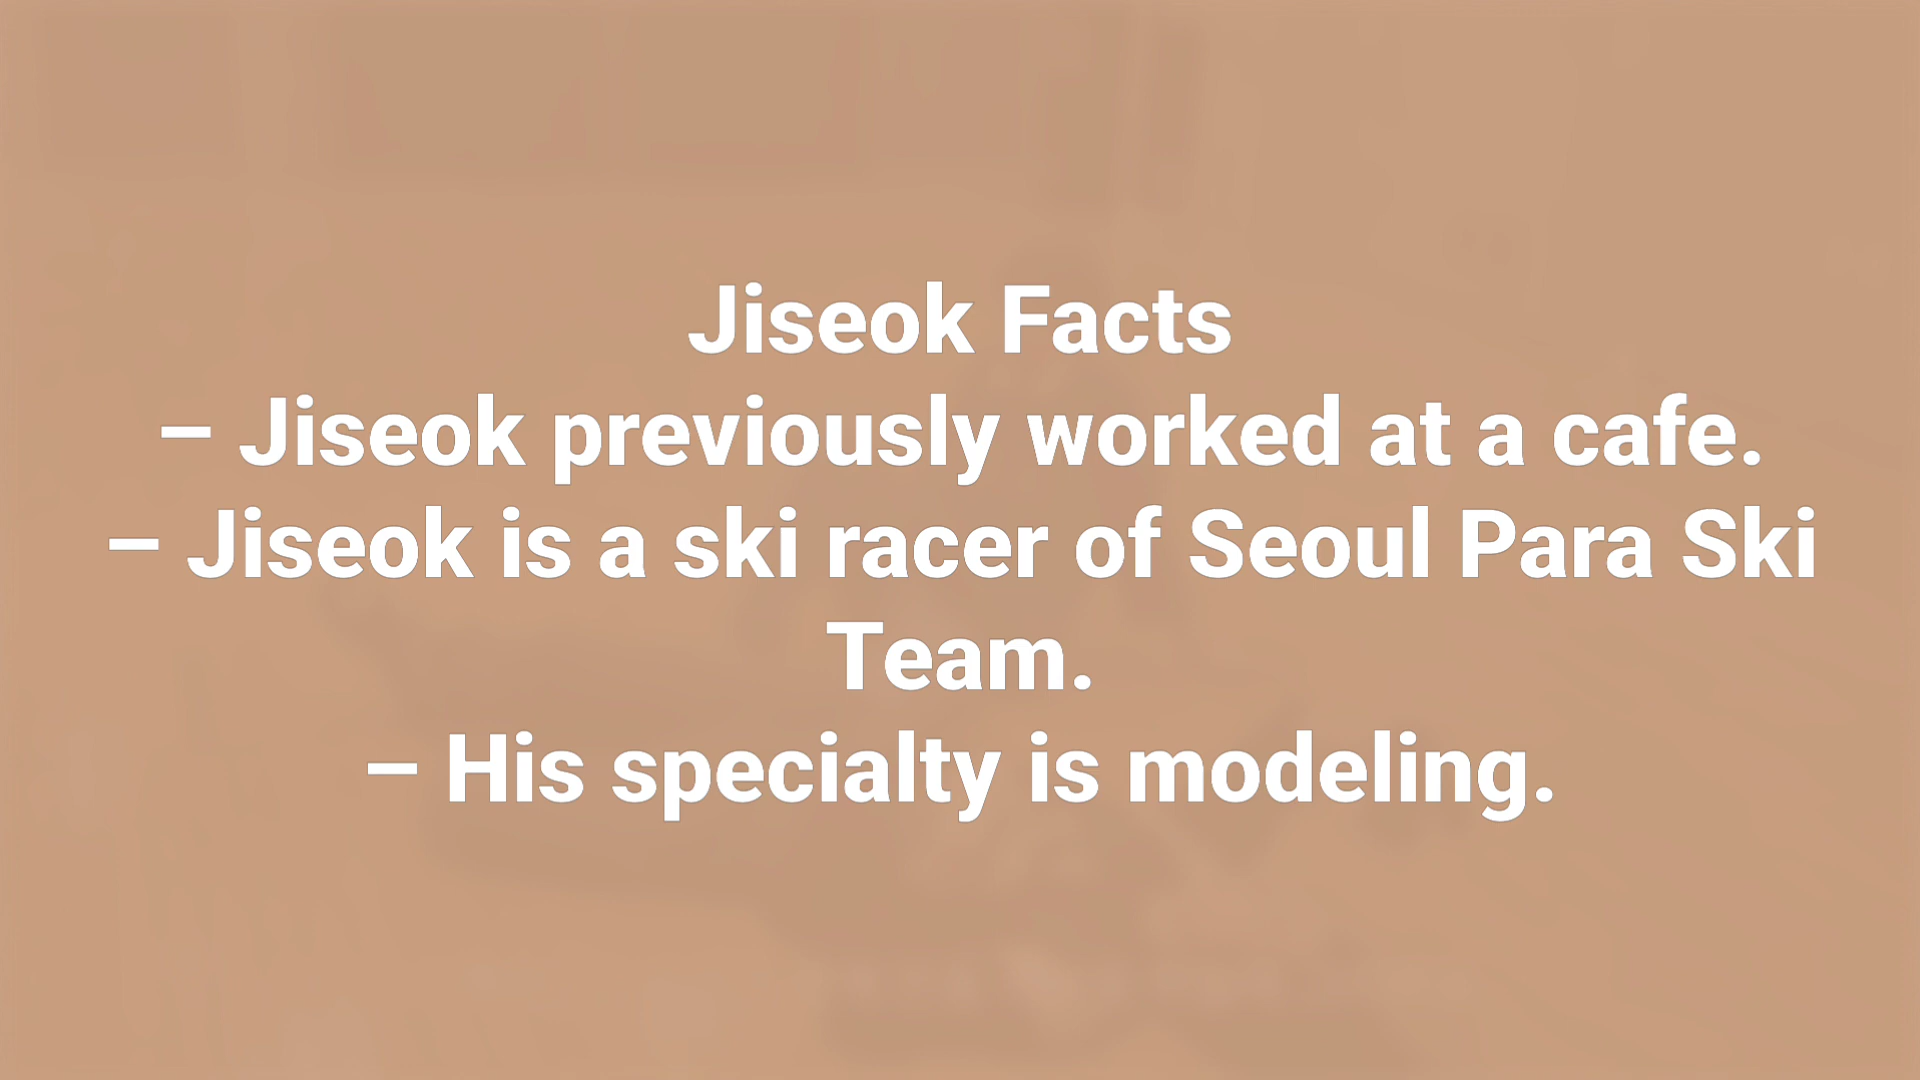 Jiseok Facts
– Jiseok previously worked at a cafe.
– Jiseok is a ski racer of Seoul Para Ski
Team.
– His specialty is modeling.